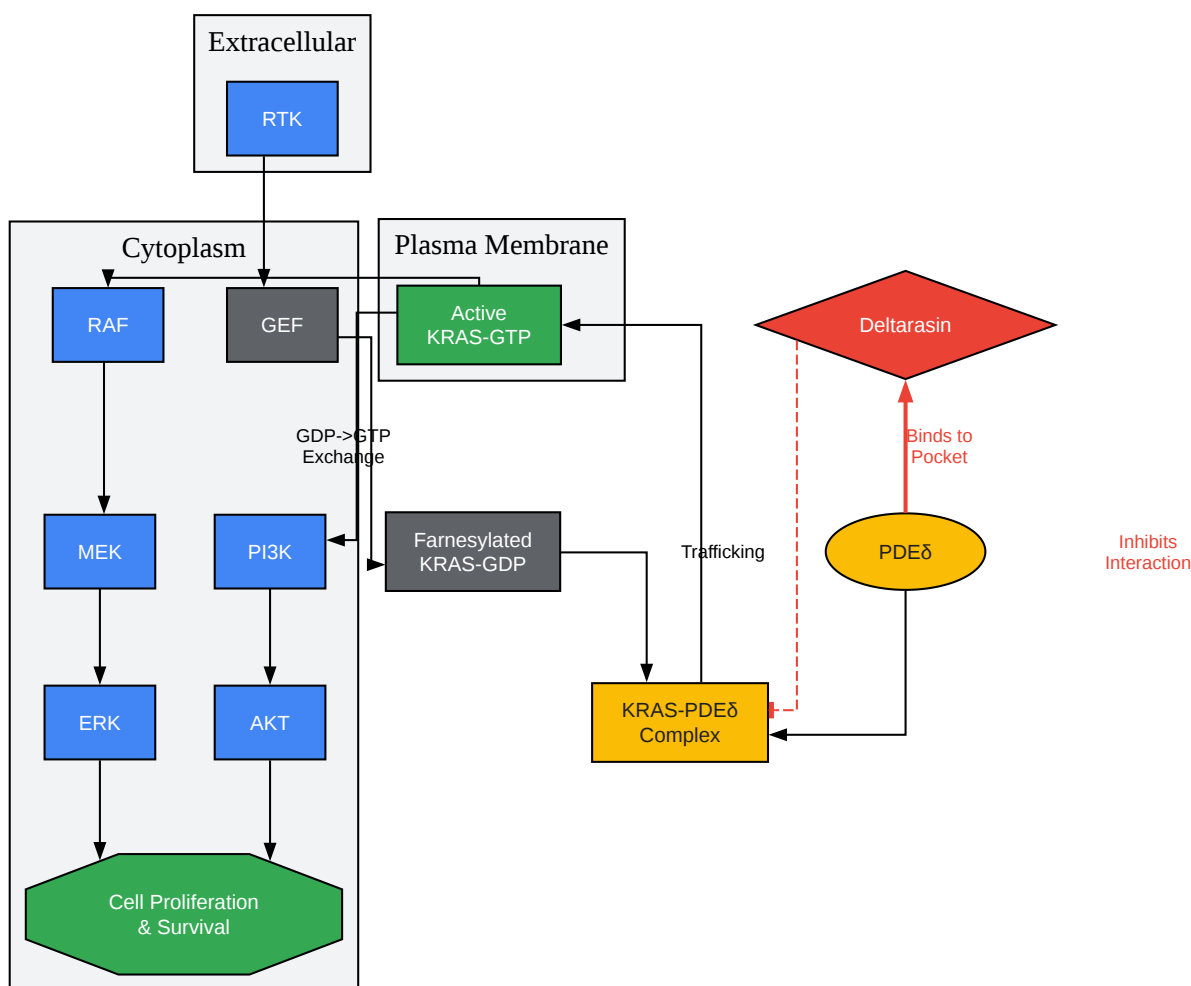 Extracellular
RTK
Cytoplasm
Plasma Membrane
RAF
GEF
Active
KRAS-GTP
Deltarasin
GDP->GTP
Exchange
Binds to
Pocket
MEK
PI3K
Farnesylated
KRAS-GDP
Trafficking
PDEδ
Inhibits
Interaction
ERK
AKT
KRAS-PDEδ
Complex
Cell Proliferation
& Survival